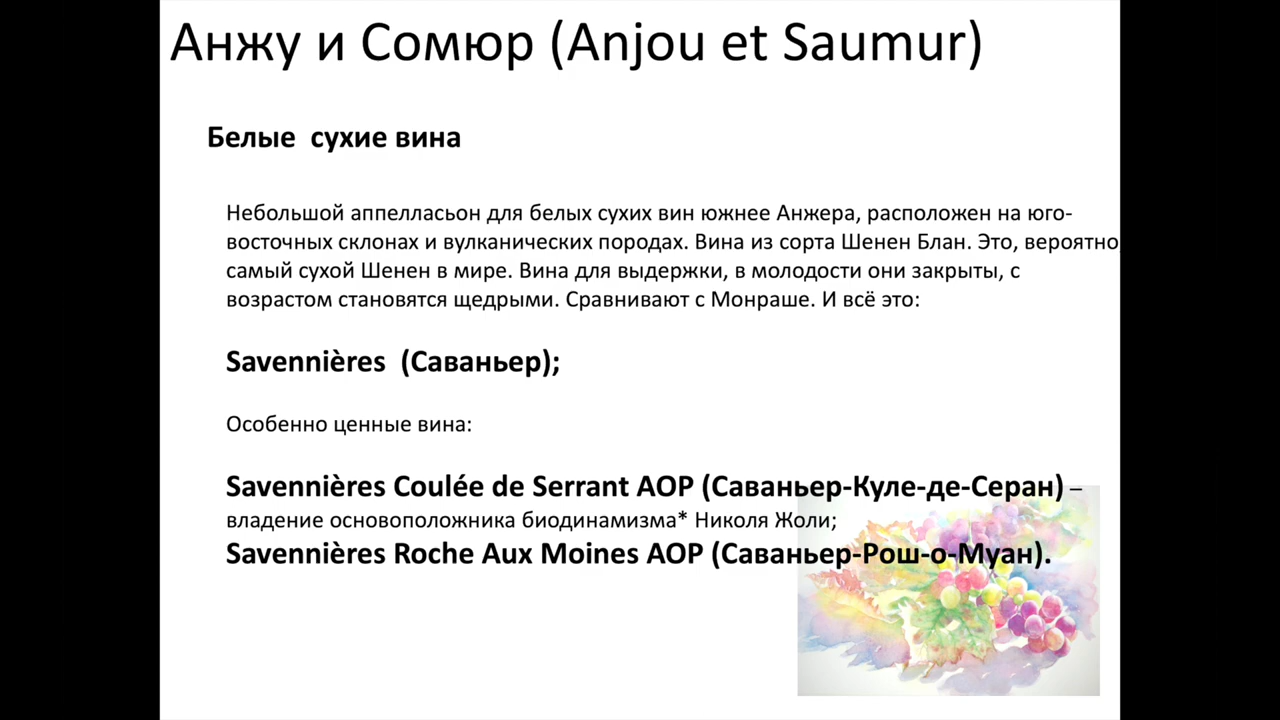 Анжу и Сомюр (Anjou et Saumur)
Белые сухие вина
Небольшой аппелласьон для белых сухих вин южнее Анжера, расположен на юго-
восточных склонах и вулканических породах. Вина из сорта Шенен Блан. Это, вероятно,
самый сухой Шенен в мире. Вина для выдержки, в молодости они закрыты, с
возрастом становятся щедрыми. Сравнивают с Монраше. И всё это:
Savennières (Саваньер);
Особенно ценные вина:
Savennières Coulée de Serrant AOP (Саваньер-Куле-де-Серан) –
владение основоположника биодинамизма* Николя Жоли;
Savennières Roche Aux Moines AOP (Саваньер-Рош-о-Муан).